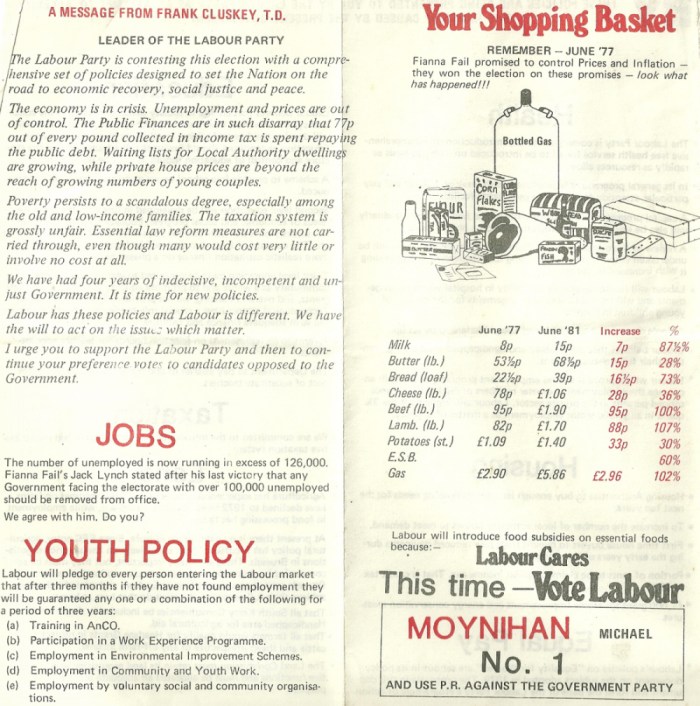 A MESSAGE FROM FRANK CLUSKEY, T.D.
LEADER OF THE LABOUR PARTY
The Labour Party is contesting this election with a compre-
hensive set of policies designed to set the Nation on the
road to economic recovery, social justice and peace.
The economy is in crisis. Unemployment and prices are out
of control. The Public Finances are in such disarray that 77p
out of every pound collected in income tax is spent repaying
the public debt. Waiting lists for Local Authority dwellings
are growing, while private house prices are beyond the
reach of growing numbers of young couples.
Poverty persists to a scandalous degree, especially among
the old and low-income families. The taxation system is
grossly unfair. Essential law reform measures are not car-
ried through, even though many would cost very little or
involve no cost at all.
We have had four years of indecisive, incompetent and un-
just Government. It is time for new policies.
Labour has these policies and Labour is different. We have
the will to act on the issues which matter.
I urge you to support the Labour Party and then to con-
tinue your preference votes to candidates opposed to the
Government.
JOBS
The number of unemployed is now running in excess of 126,000.
Fianna Fail's Jack Lynch stated after his last victory that any
Government facing the electorate with over 100,000 unemployed
should be removed from office.
We agree with him. Do you?
YOUTH POLICY
Labour will pledge to every person entering the Labour market
that after three months if they have not found employment they
will be guaranteed any one or a combination of the following for
a period of three years:
(a) Training in AnCO.
(b) Participation in a Work Experience Programme.
(c) Employment in Environmental Improvement Schemes.
(d) Employment in Community and Youth Work.
(e) Employment by voluntary social and community organisa-
tions.
Your Shopping Basket
REMEMBER – JUNE '77
Fianna Fail promised to control Prices and Inflation –
they won the election on these promises – look what
has happened!!!
Bottled Gas
FLOUR
CORN
Flakes
June '77 June '81 Increase %
Milk 8p 15p 7p 87½%
Butter (lb.) 53½p 68½p 15p 28%
Bread (loaf) 22½p 39p 16½p 73%
Cheese (lb.) 78p £1.06 28p 36%
Beef (lb.) 95p £1.90 95p 100%
Lamb. (lb.) 82p £1.70 88p 107%
Potatoes (st.) £1.09 £1.40 33p 30%
E.S.B. 60%
Gas £2.90 £5.86 £2.96 102%
Labour will introduce food subsidies on essential foods
because:–
Labour Cares
This time – Vote Labour
MOYNIHAN MICHAEL
No. 1
AND USE P.R. AGAINST THE GOVERNMENT PARTY